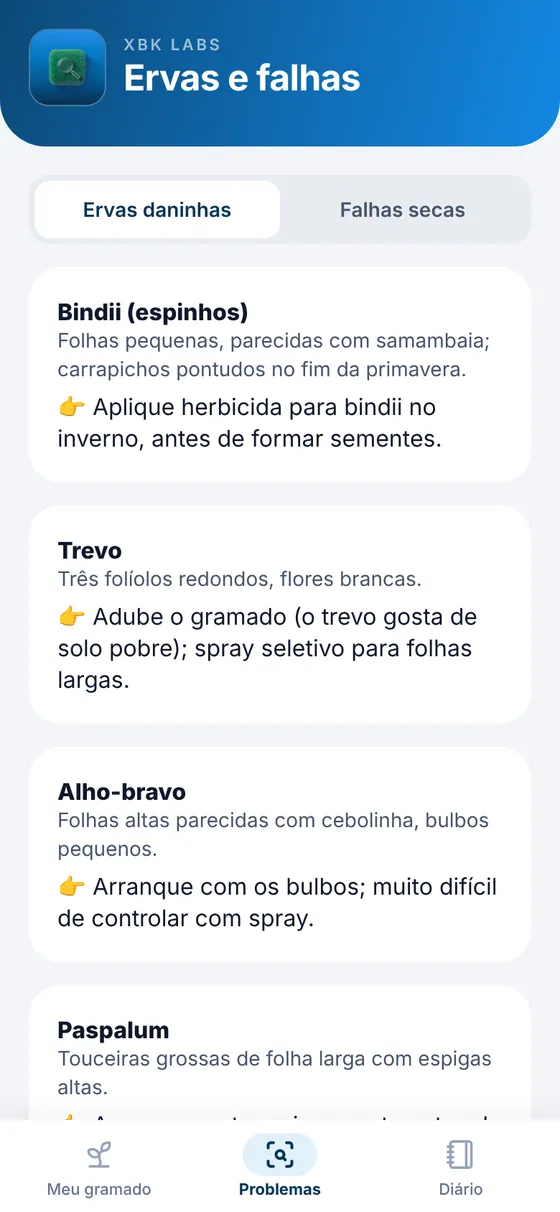 XBK LABS
Ervas e falhas
Ervas daninhas
Falhas secas
Bindii (espinhos)
Folhas pequenas, parecidas com samambaia;
carrapichos pontudos no fim da primavera.
👉 Aplique herbicida para bindii no
inverno, antes de formar sementes.
Trevo
Três folíolos redondos, flores brancas.
👉 Adube o gramado (o trevo gosta de
solo pobre); spray seletivo para folhas
largas.
Alho-bravo
Folhas altas parecidas com cebolinha, bulbos
pequenos.
👉 Arranque com os bulbos; muito difícil
de controlar com spray.
Paspalum
Touceiras grossas de folha larga com espigas
altas.
Meu gramado
Problemas
Diário